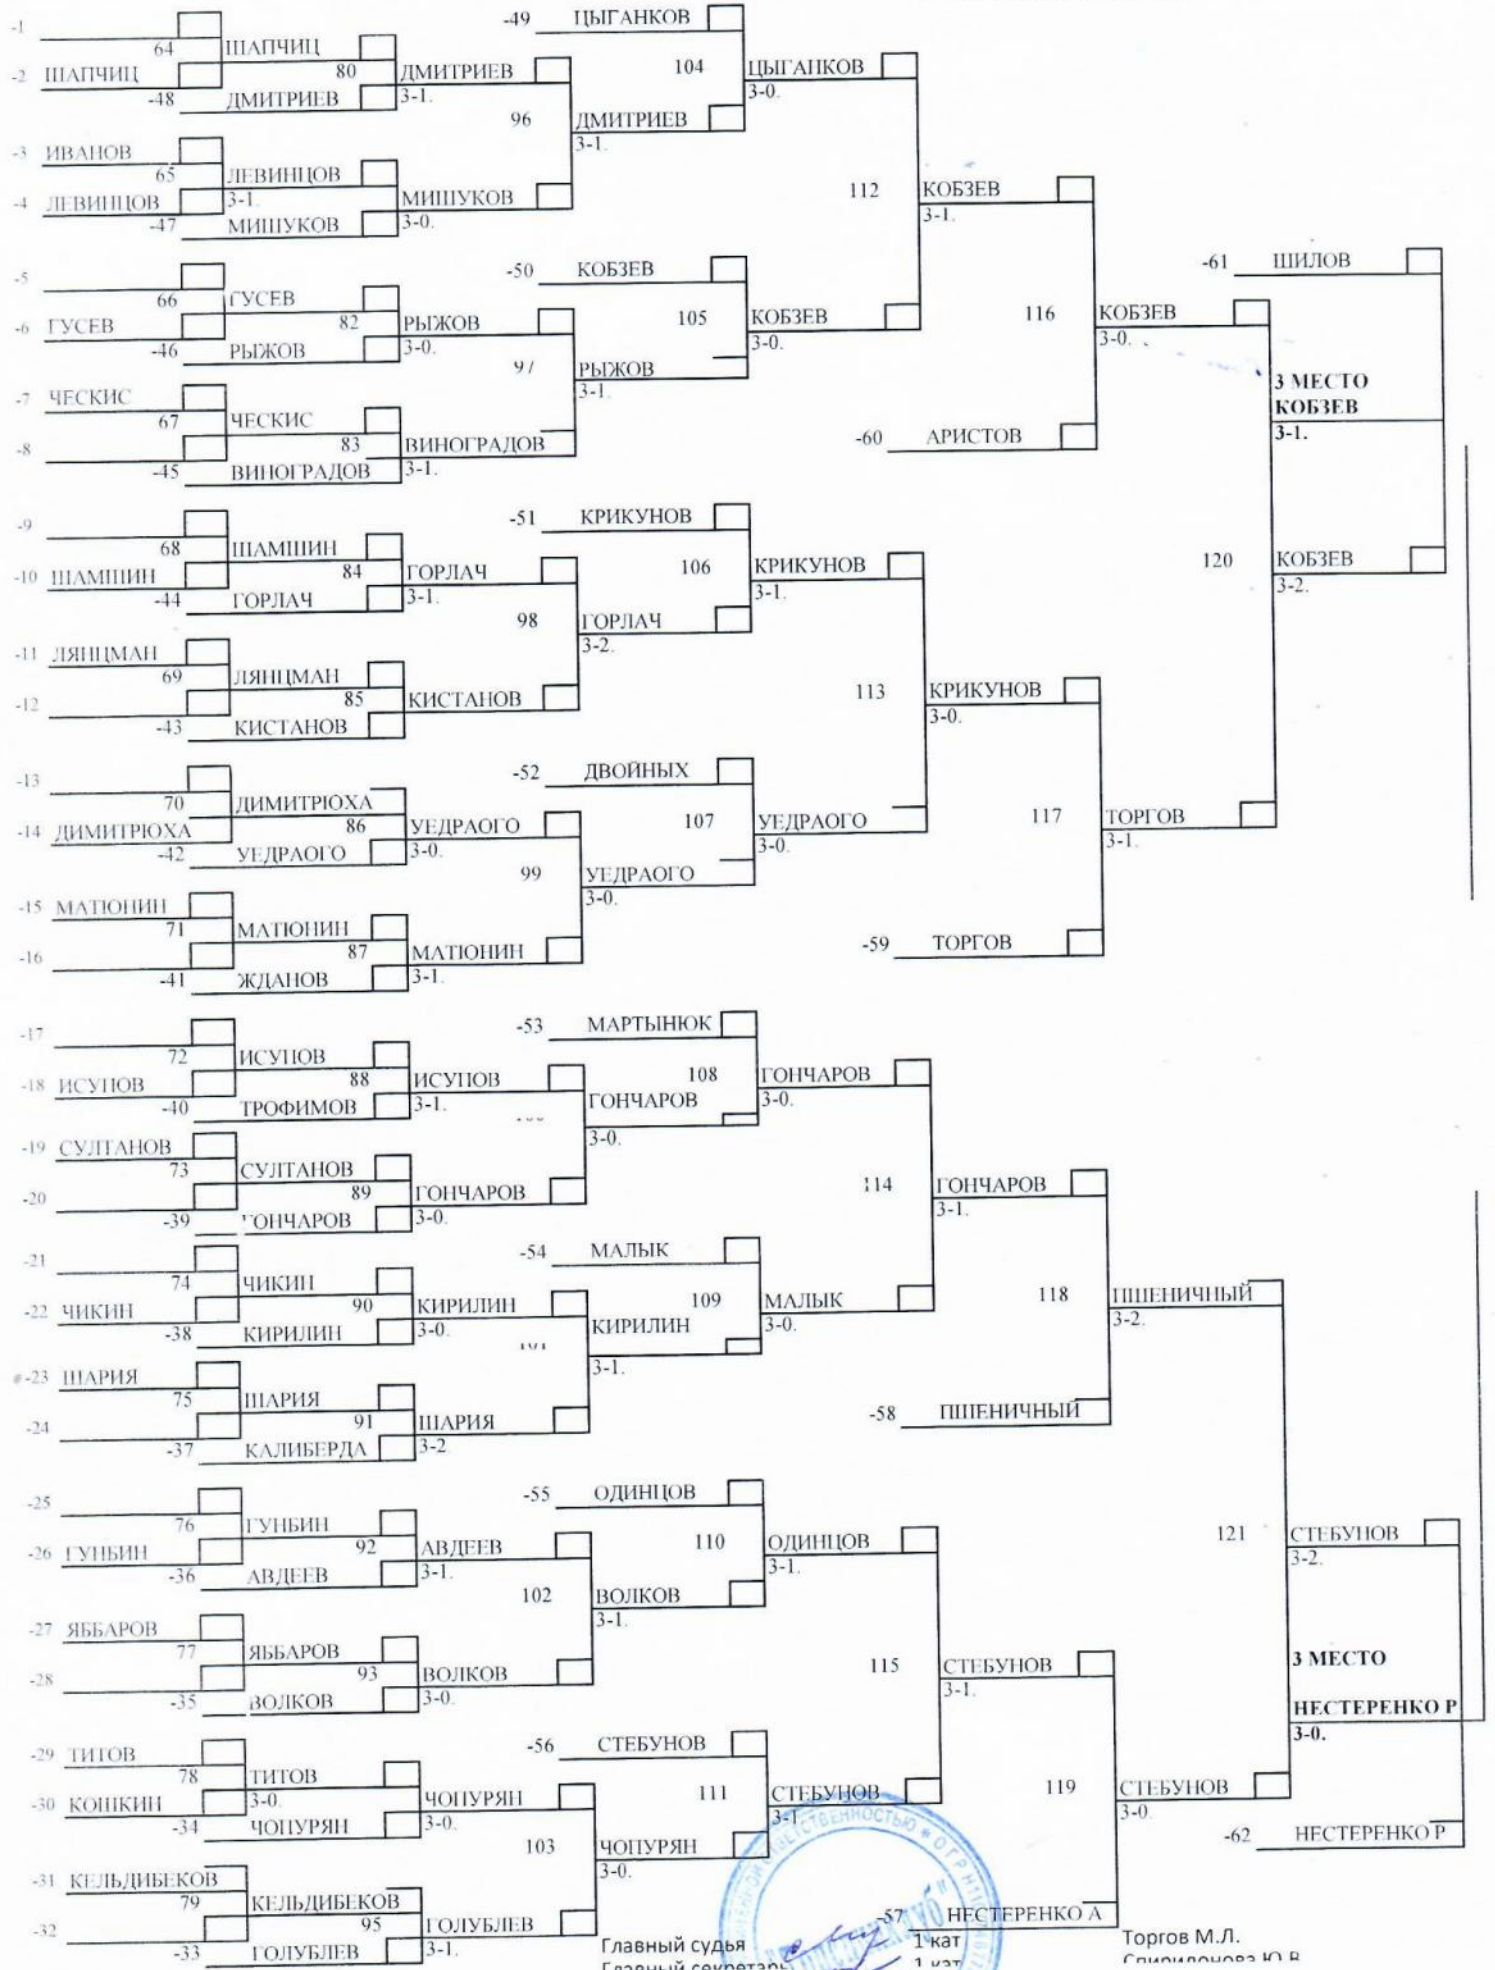 -1
64 ШАПЧИЦ
-2 ШАПЧИЦ
80 ДМИТРИЕВ
3-1.
-48 ДМИТРИЕВ
96 ДМИТРИЕВ
3-1.
-3 ИВАНОВ
65 ЛЕВИНЦОВ
3-1.
-4 ЛЕВИНЦОВ
МИШУКОВ
3-0.
-47 МИШУКОВ
-49 ЦЫГАНКОВ
104 ЦЫГАНКОВ
3-0.
112 КОБЗЕВ
3-1.
-5
66 ГУСЕВ
-6 ГУСЕВ
82 РЫЖОВ
3-0.
-46 РЫЖОВ
97 РЫЖОВ
3-1.
-7 ЧЕСКИС
67 ЧЕСКИС
-8
83 ВИНОГРАДОВ
3-1.
-45 ВИНОГРАДОВ
-50 КОБЗЕВ
105 КОБЗЕВ
3-0.
116 КОБЗЕВ
3-0.
-60 АРИСТОВ
-61 ШИЛОВ
3 МЕСТО
КОБЗЕВ
3-1.
-9
68 ШАМШИН
-10 ШАМШИН
84 ГОРЛАЧ
3-1.
-44 ГОРЛАЧ
98 ГОРЛАЧ
3-2.
-11 ЛЯНЦМАН
69 ЛЯНЦМАН
-12
85 КИСТАНОВ
-43 КИСТАНОВ
-51 КРИКУНОВ
106 КРИКУНОВ
3-1.
113 КРИКУНОВ
3-0.
120 КОБЗЕВ
3-2.
-13
70 ДИМИТРЮХА
-14 ДИМИТРЮХА
86 УЕДРАОГО
3-0.
-42 УЕДРАОГО
99 УЕДРАОГО
3-0.
-15 МАТЮНИН
71 МАТЮНИН
-16
87 МАТЮНИН
3-1.
-41 ЖДАНОВ
-52 ДВОЙНЫХ
107 УЕДРАОГО
3-0.
117 ТОРГОВ
3-1.
-59 ТОРГОВ
-17
72 ИСУПОВ
-18 ИСУПОВ
88 ИСУПОВ
3-1.
-40 ТРОФИМОВ
ГОНЧАРОВ
3-0.
-19 СУЛТАНОВ
73 СУЛТАНОВ
-20
89 ГОНЧАРОВ
3-0.
-39 ГОНЧАРОВ
-53 МАРТЫНЮК
108 ГОНЧАРОВ
3-0.
114 ГОНЧАРОВ
3-1.
-21
74 ЧИКИН
-22 ЧИКИН
90 КИРИЛИН
3-0.
-38 КИРИЛИН
КИРИЛИН
3-1.
-23 ШАРИЯ
75 ШАРИЯ
-24
91 ШАРИЯ
3-2
-37 КАЛИБЕРДА
-54 МАЛЫК
109 МАЛЫК
3-0.
118 ПШЕНИЧНЫЙ
3-2.
-58 ПШЕНИЧНЫЙ
-25
76 ГУНБИН
-26 ГУНБИН
92 АВДЕЕВ
3-1.
-36 АВДЕЕВ
102 ВОЛКОВ
3-1.
-27 ЯББАРОВ
77 ЯББАРОВ
-28
93 ВОЛКОВ
3-0.
-35 ВОЛКОВ
-55 ОДИНЦОВ
110 ОДИНЦОВ
3-1.
115 СТЕБУНОВ
3-1.
121 СТЕБУНОВ
3-2.
3 МЕСТО
НЕСТЕРЕНКО Р
3-0.
-29 ТИТОВ
78 ТИТОВ
3-0.
-30 КОШКИН
ЧОПУРЯН
3-0.
-34 ЧОПУРЯН
103 ЧОПУРЯН
3-0.
-31 КЕЛЬДИБЕКОВ
79 КЕЛЬДИБЕКОВ
-32
95 ГОЛУБЛЕВ
3-1.
-33 ГОЛУБЛЕВ
-56 СТЕБУНОВ
111 СТЕБУНОВ
3-1
119 СТЕБУНОВ
3-0.
-62 НЕСТЕРЕНКО Р
-57 НЕСТЕРЕНКО А
Главный судья 1 кат Торгов М.Л.
Главный секретарь 1 кат Спиридонова Ю.В.